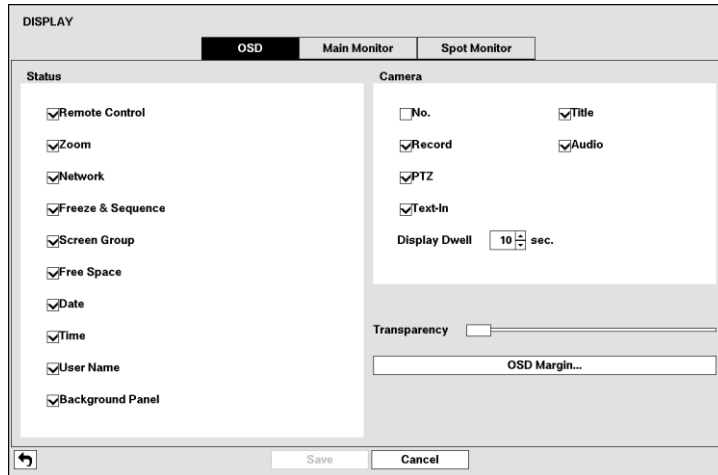 DISPLAY
OSD
Main Monitor
Spot Monitor
Status
Remote Control
Zoom
Network
Freeze & Sequence
Screen Group
Free Space
Date
Time
User Name
Background Panel
Camera
No.
Title
Record
Audio
PTZ
Text-In
Display Dwell 10 sec.
Transparency
OSD Margin...
Save
Cancel